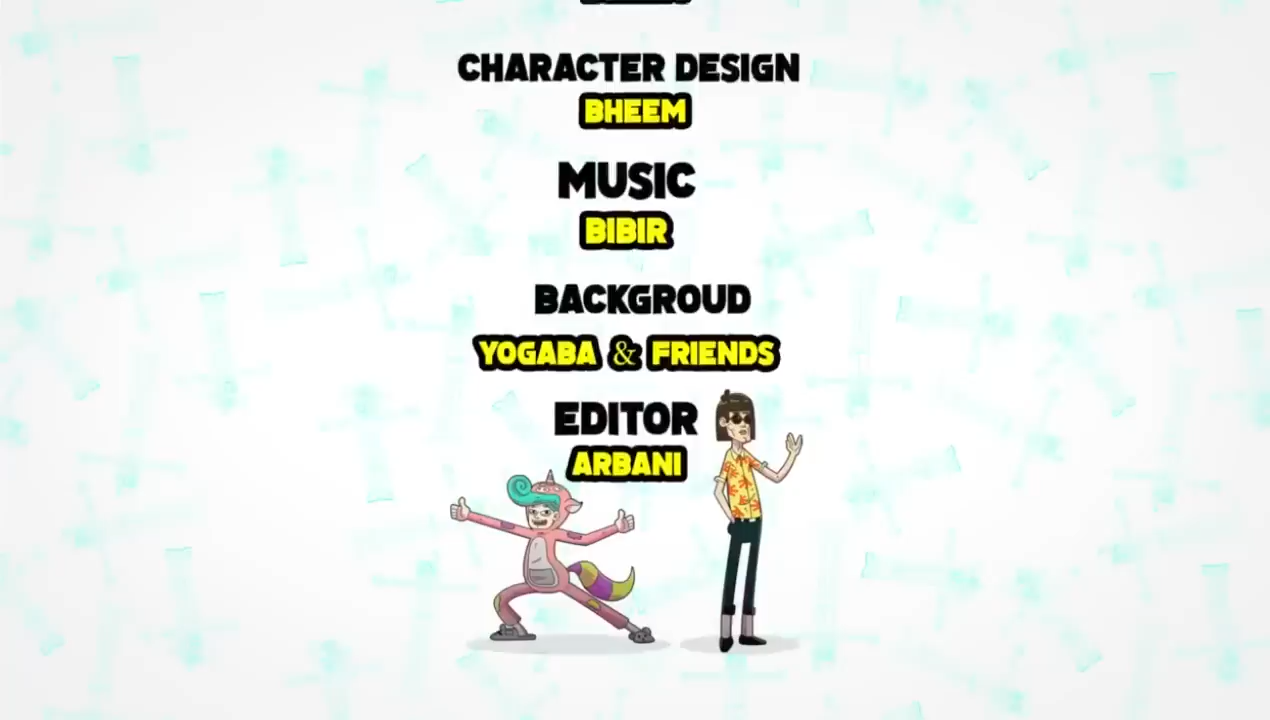 CHARACTER DESIGN
BHEEM
MUSIC
BIBIR
BACKGROUD
YOGABA & FRIENDS
EDITOR
ARBANI